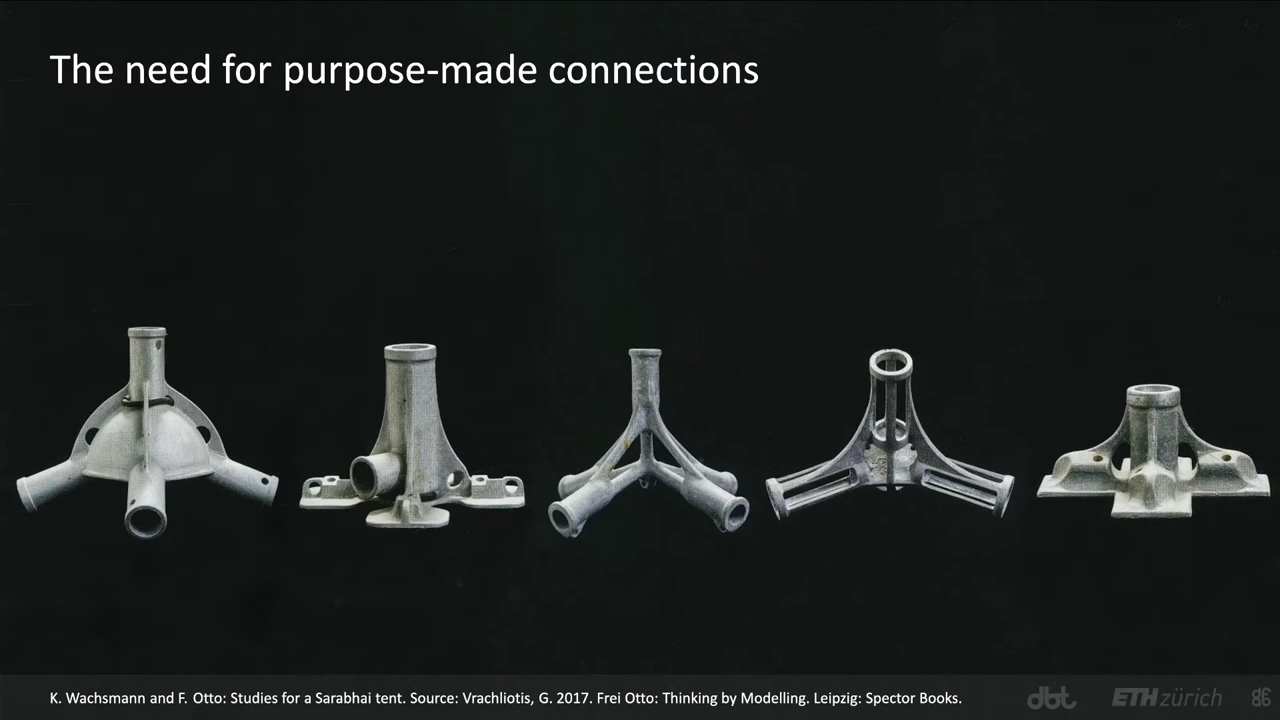 The need for purpose-made connections
K. Wachsmann and F. Otto: Studies for a Sarabhai tent. Source: Vrachliotis, G. 2017. Frei Otto: Thinking by Modelling. Leipzig: Spector Books.
dbt
ETHzürich